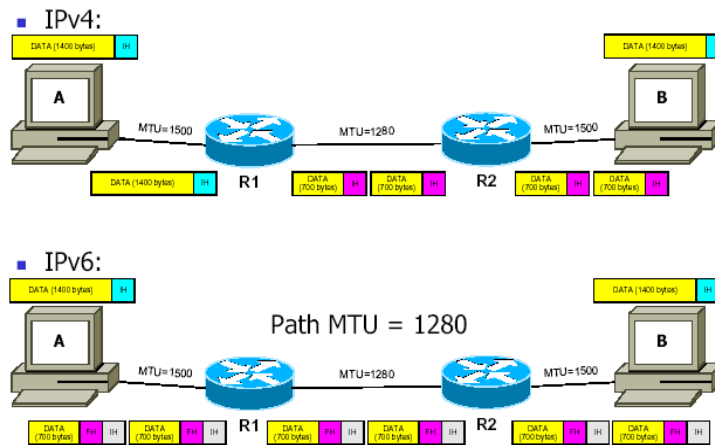 IPv4:
DATA (1400 bytes) IH
DATA (1400 bytes) IH
A
B
MTU=1500
MTU=1280
MTU=1500
DATA (1400 bytes) IH
R1
DATA (700 bytes) IH
DATA (700 bytes) IH
R2
DATA (700 bytes) IH
DATA (700 bytes) IH
IPv6:
DATA (1400 bytes) IH
DATA (1400 bytes) IH
A
Path MTU = 1280
B
MTU=1500
MTU=1280
MTU=1500
R1
R2
DATA (700 bytes) FH IH
DATA (700 bytes) FH IH
DATA (700 bytes) FH IH
DATA (700 bytes) FH IH
DATA (700 bytes) FH IH
DATA (700 bytes) FH IH